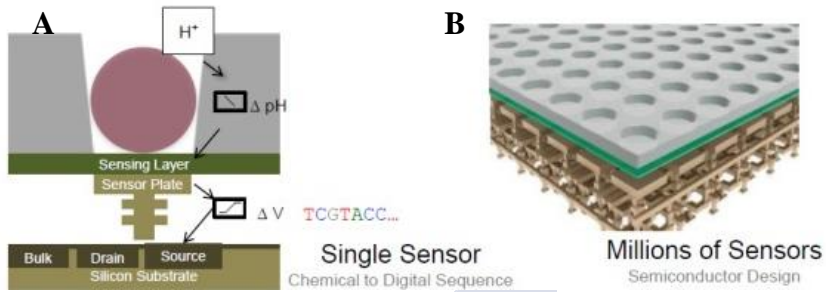 A
H⁺
Δ pH
Sensing Layer
Sensor Plate
Δ V
TCGTACC...
Bulk
Drain
Source
Silicon Substrate
Single Sensor
Chemical to Digital Sequence
B
Millions of Sensors
Semiconductor Design